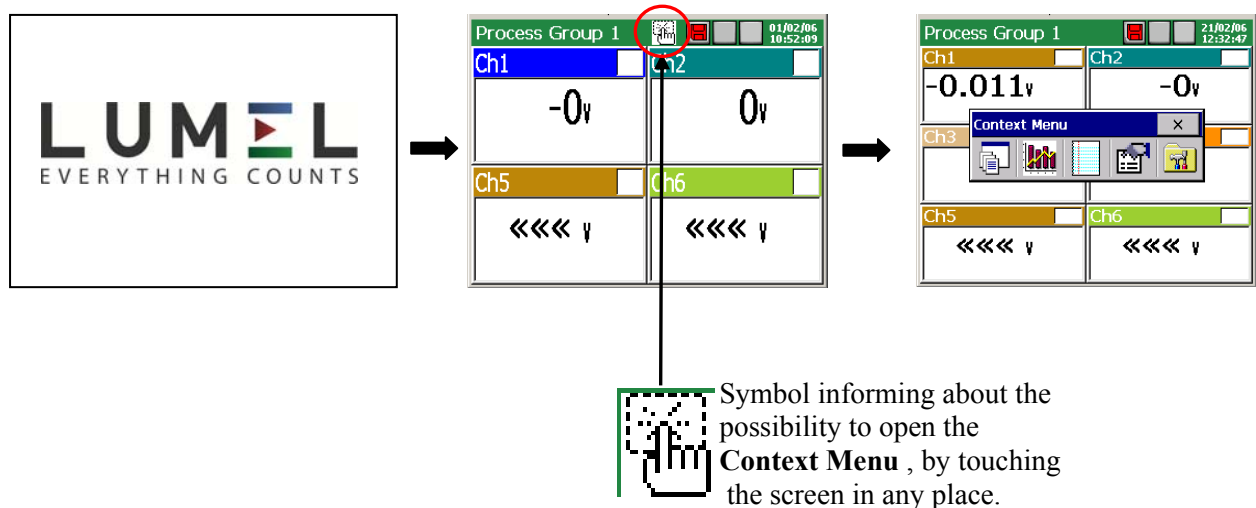 LUMEL
EVERYTHING COUNTS
Process Group 1
01/02/06
10:52:09
Ch1
Ch2
-0v
0v
Ch5
Ch6
««« v
««« v
Process Group 1
21/02/06
12:32:47
Ch1
Ch2
-0.011v
-0v
Context Menu
Ch3
Ch5
Ch6
««« v
««« v
Symbol informing about the
possibility to open the
Context Menu , by touching
the screen in any place.